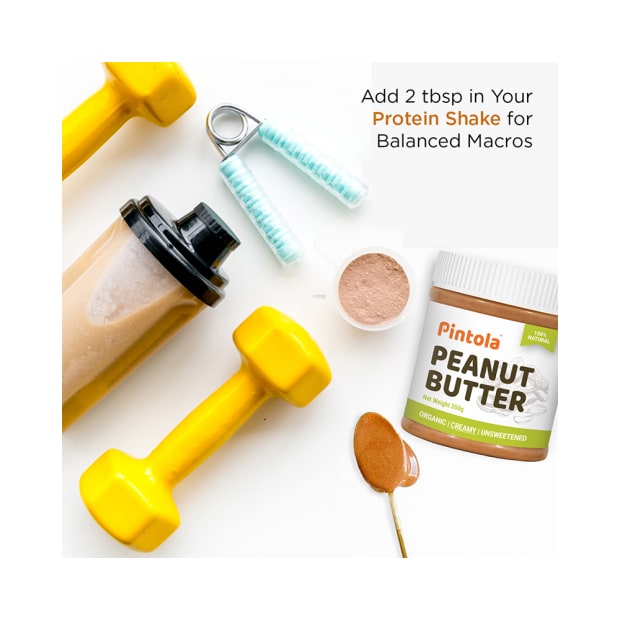 Add 2 tbsp in Your
Protein Shake for
Balanced Macros
Pintola
100%
NATURAL
PEANUT
BUTTER
Net Weight 350g
ORGANIC | CREAMY | UNSWEETENED